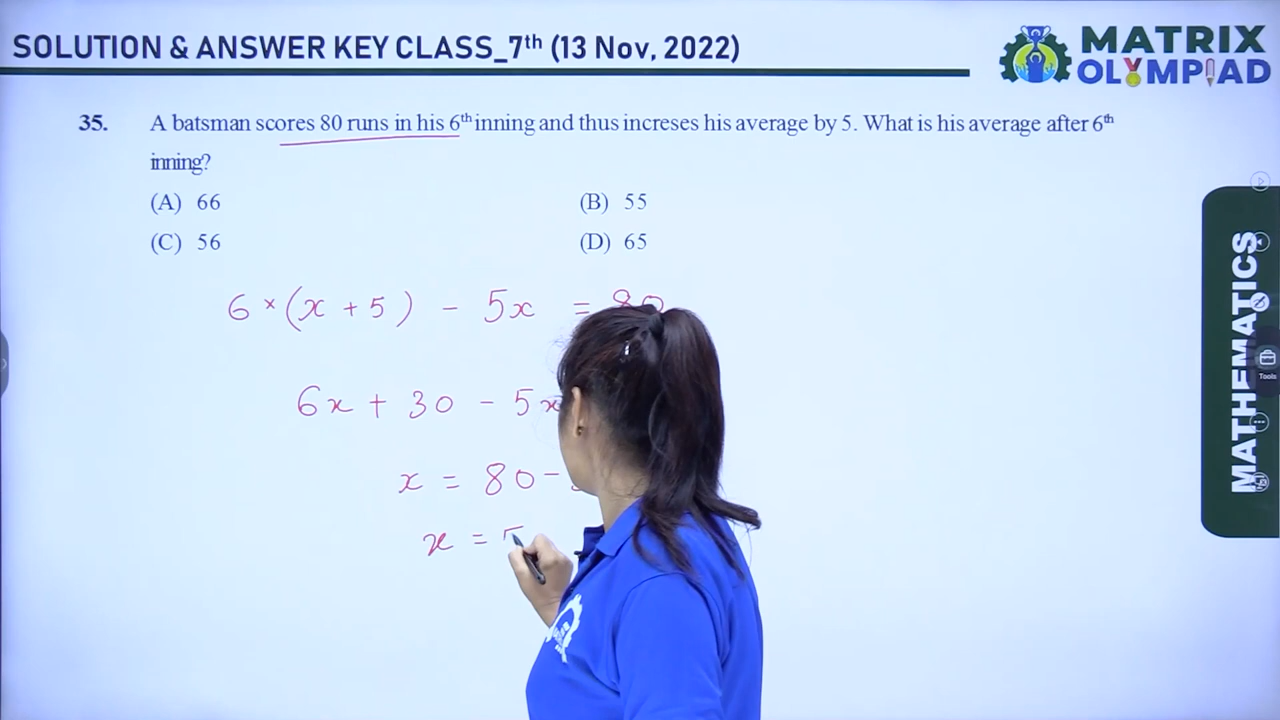 SOLUTION & ANSWER KEY CLASS_7th (13 Nov, 2022)
MATRIX
OLYMPIAD
35. A batsman scores 80 runs in his 6th inning and thus increses his average by 5. What is his average after 6th
inning?
(A) 66 (B) 55
(C) 56 (D) 65
6 × (x + 5) - 5x = 80
6x + 30 - 5x
x = 80 -
x = 5
MATHEMATICS
Tools